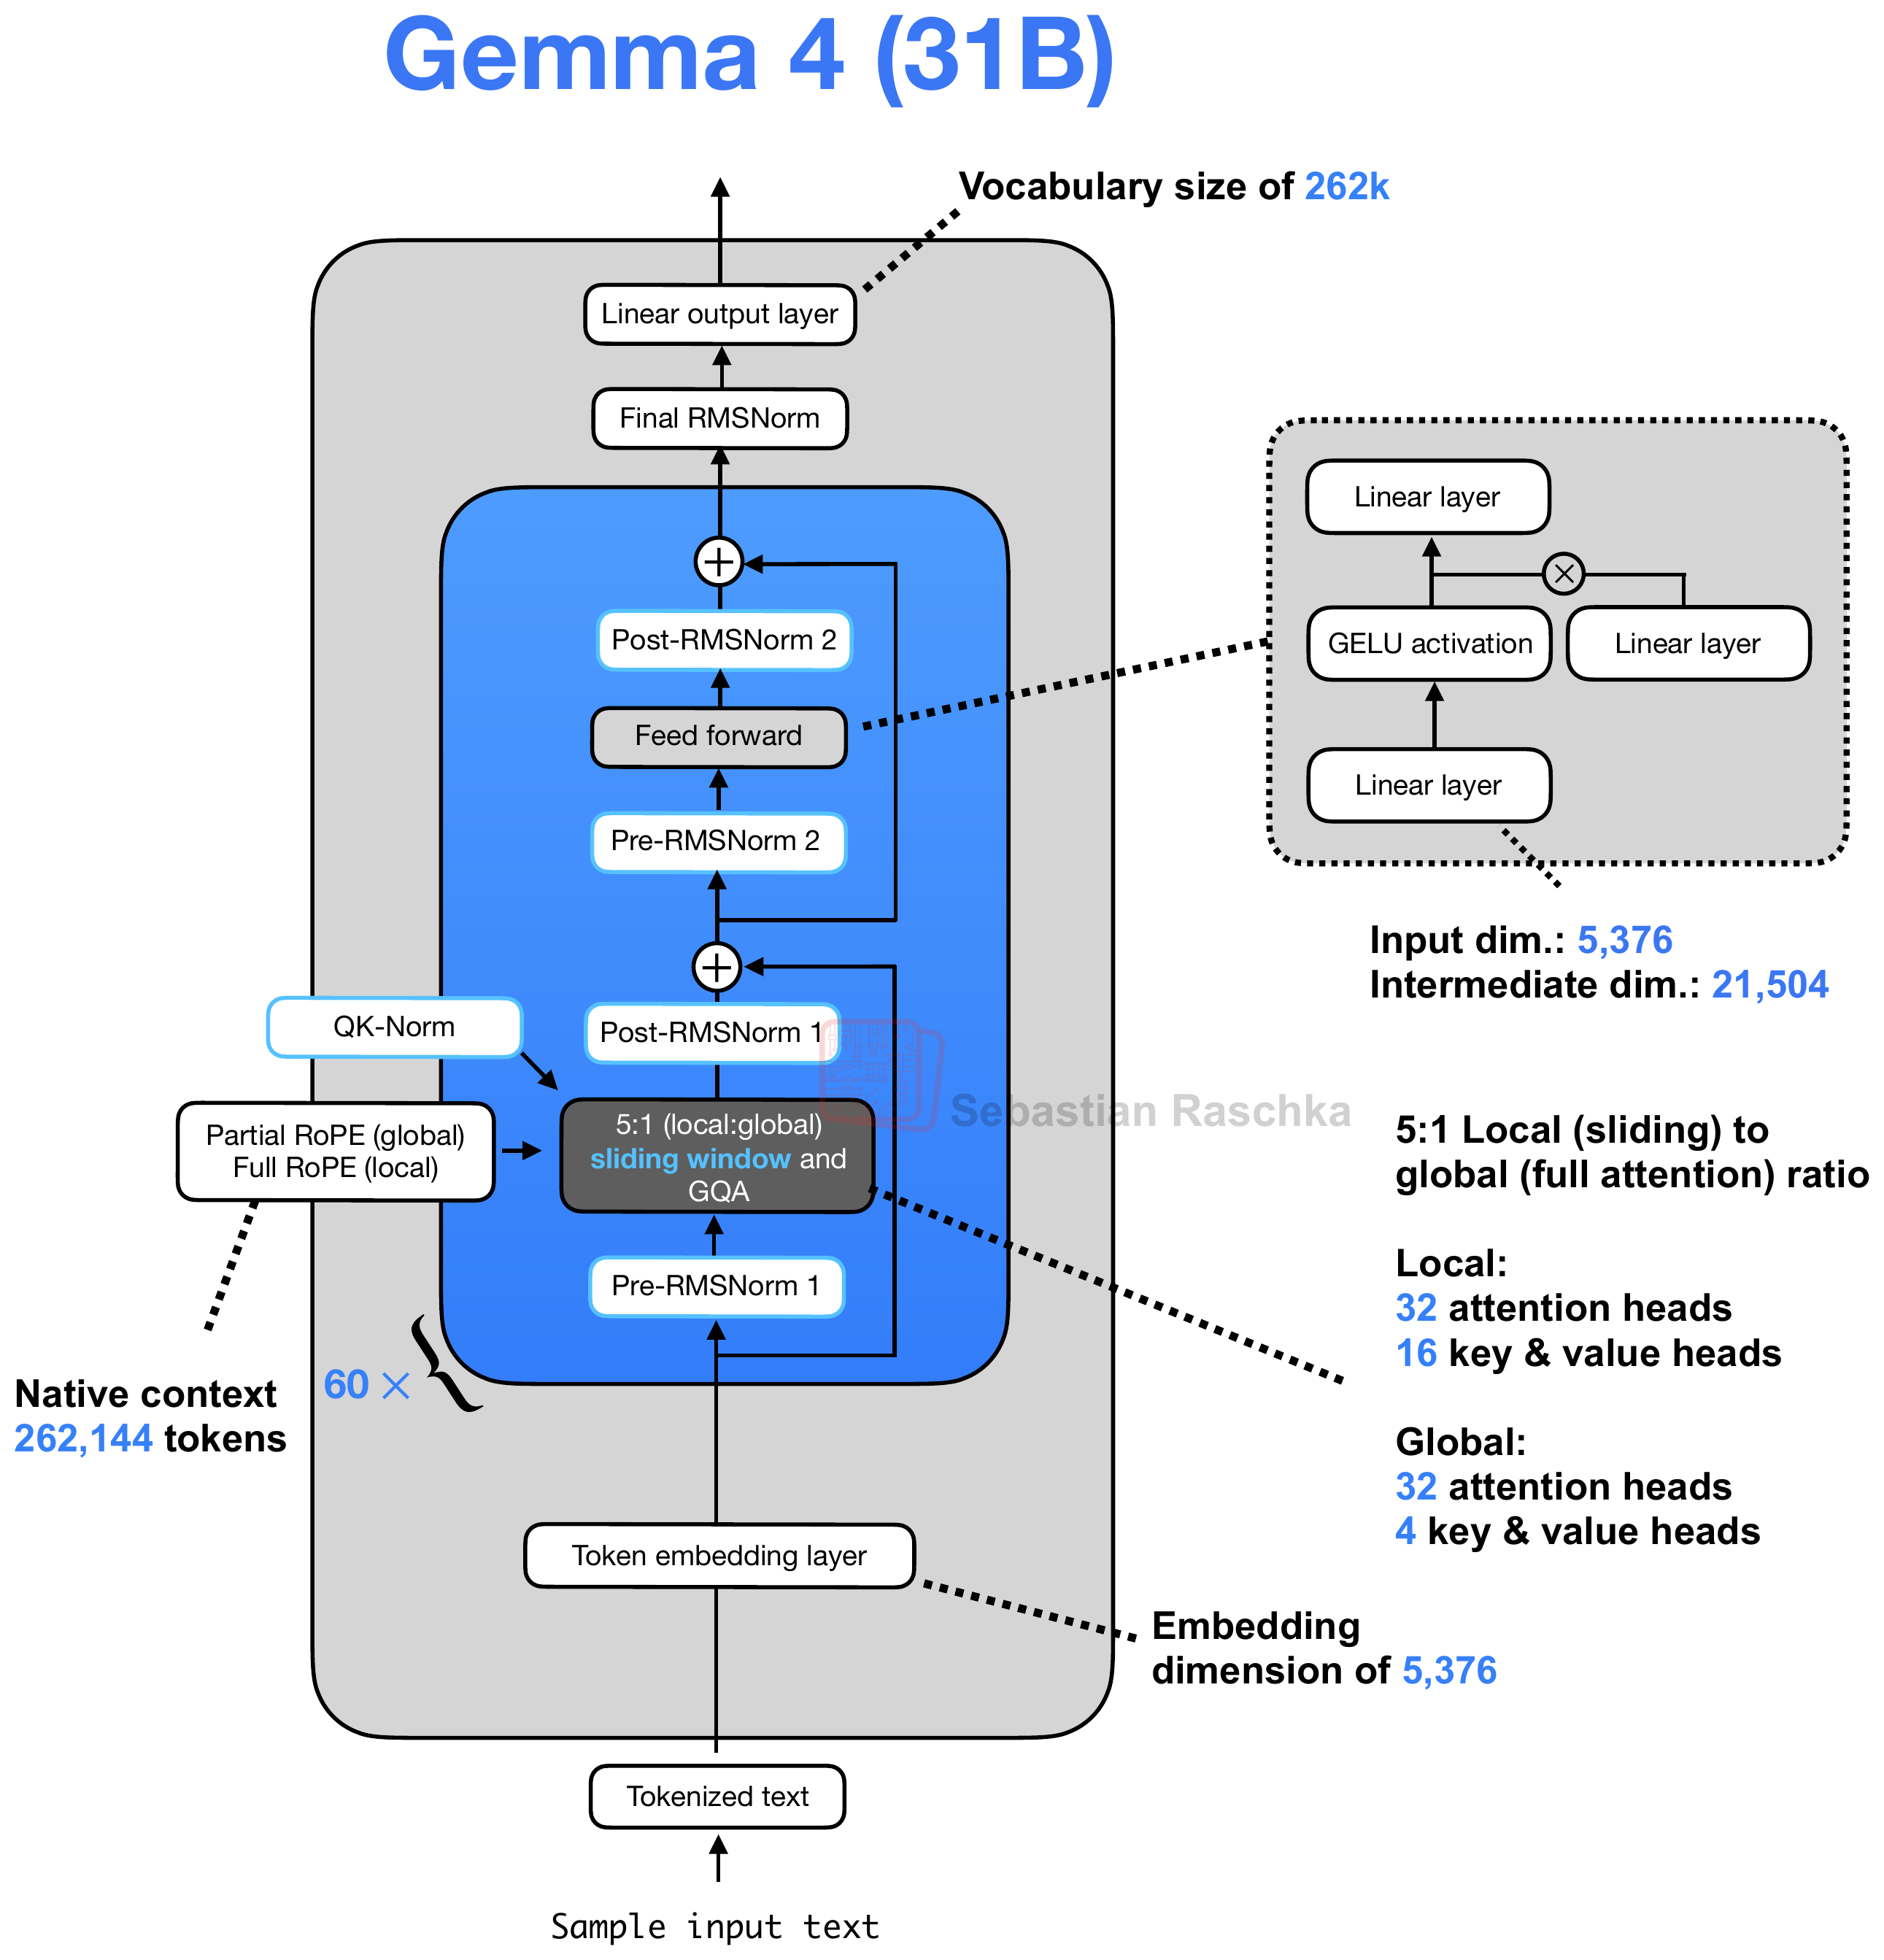 Gemma 4 (31B)
Vocabulary size of 262k
Linear output layer
Final RMSNorm
Post-RMSNorm 2
Feed forward
Pre-RMSNorm 2
Linear layer
GELU activation
Linear layer
Linear layer
Input dim.: 5,376
Intermediate dim.: 21,504
QK-Norm
Post-RMSNorm 1
Partial RoPE (global)
Full RoPE (local)
5:1 (local:global)
sliding window and
GQA
Sebastian Raschka
5:1 Local (sliding) to
global (full attention) ratio
Local:
32 attention heads
16 key & value heads
Global:
32 attention heads
4 key & value heads
Pre-RMSNorm 1
60 ×
Native context
262,144 tokens
Token embedding layer
Embedding
dimension of 5,376
Tokenized text
Sample input text